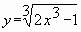 y = ∛(2x³ − 1)